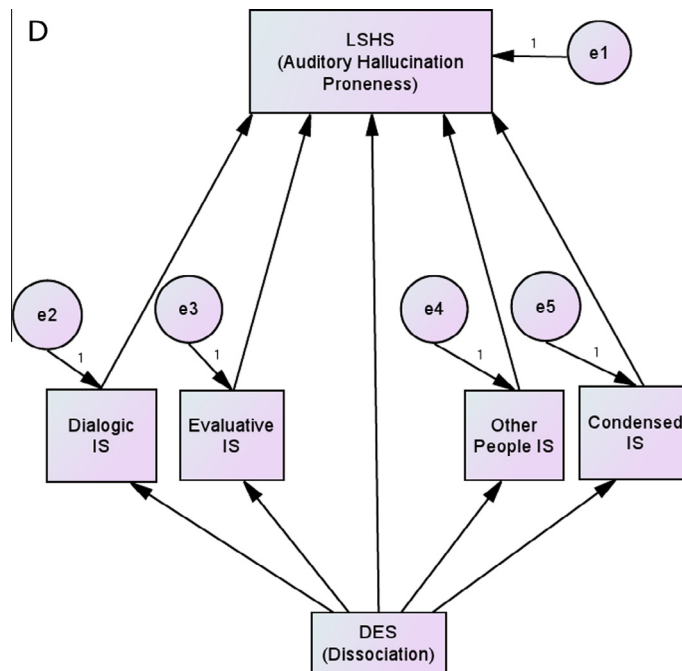 D
LSHS
(Auditory Hallucination
Proneness)
1
e1
e2
1
e3
1
e4
1
e5
1
Dialogic
IS
Evaluative
IS
Other
People IS
Condensed
IS
DES
(Dissociation)